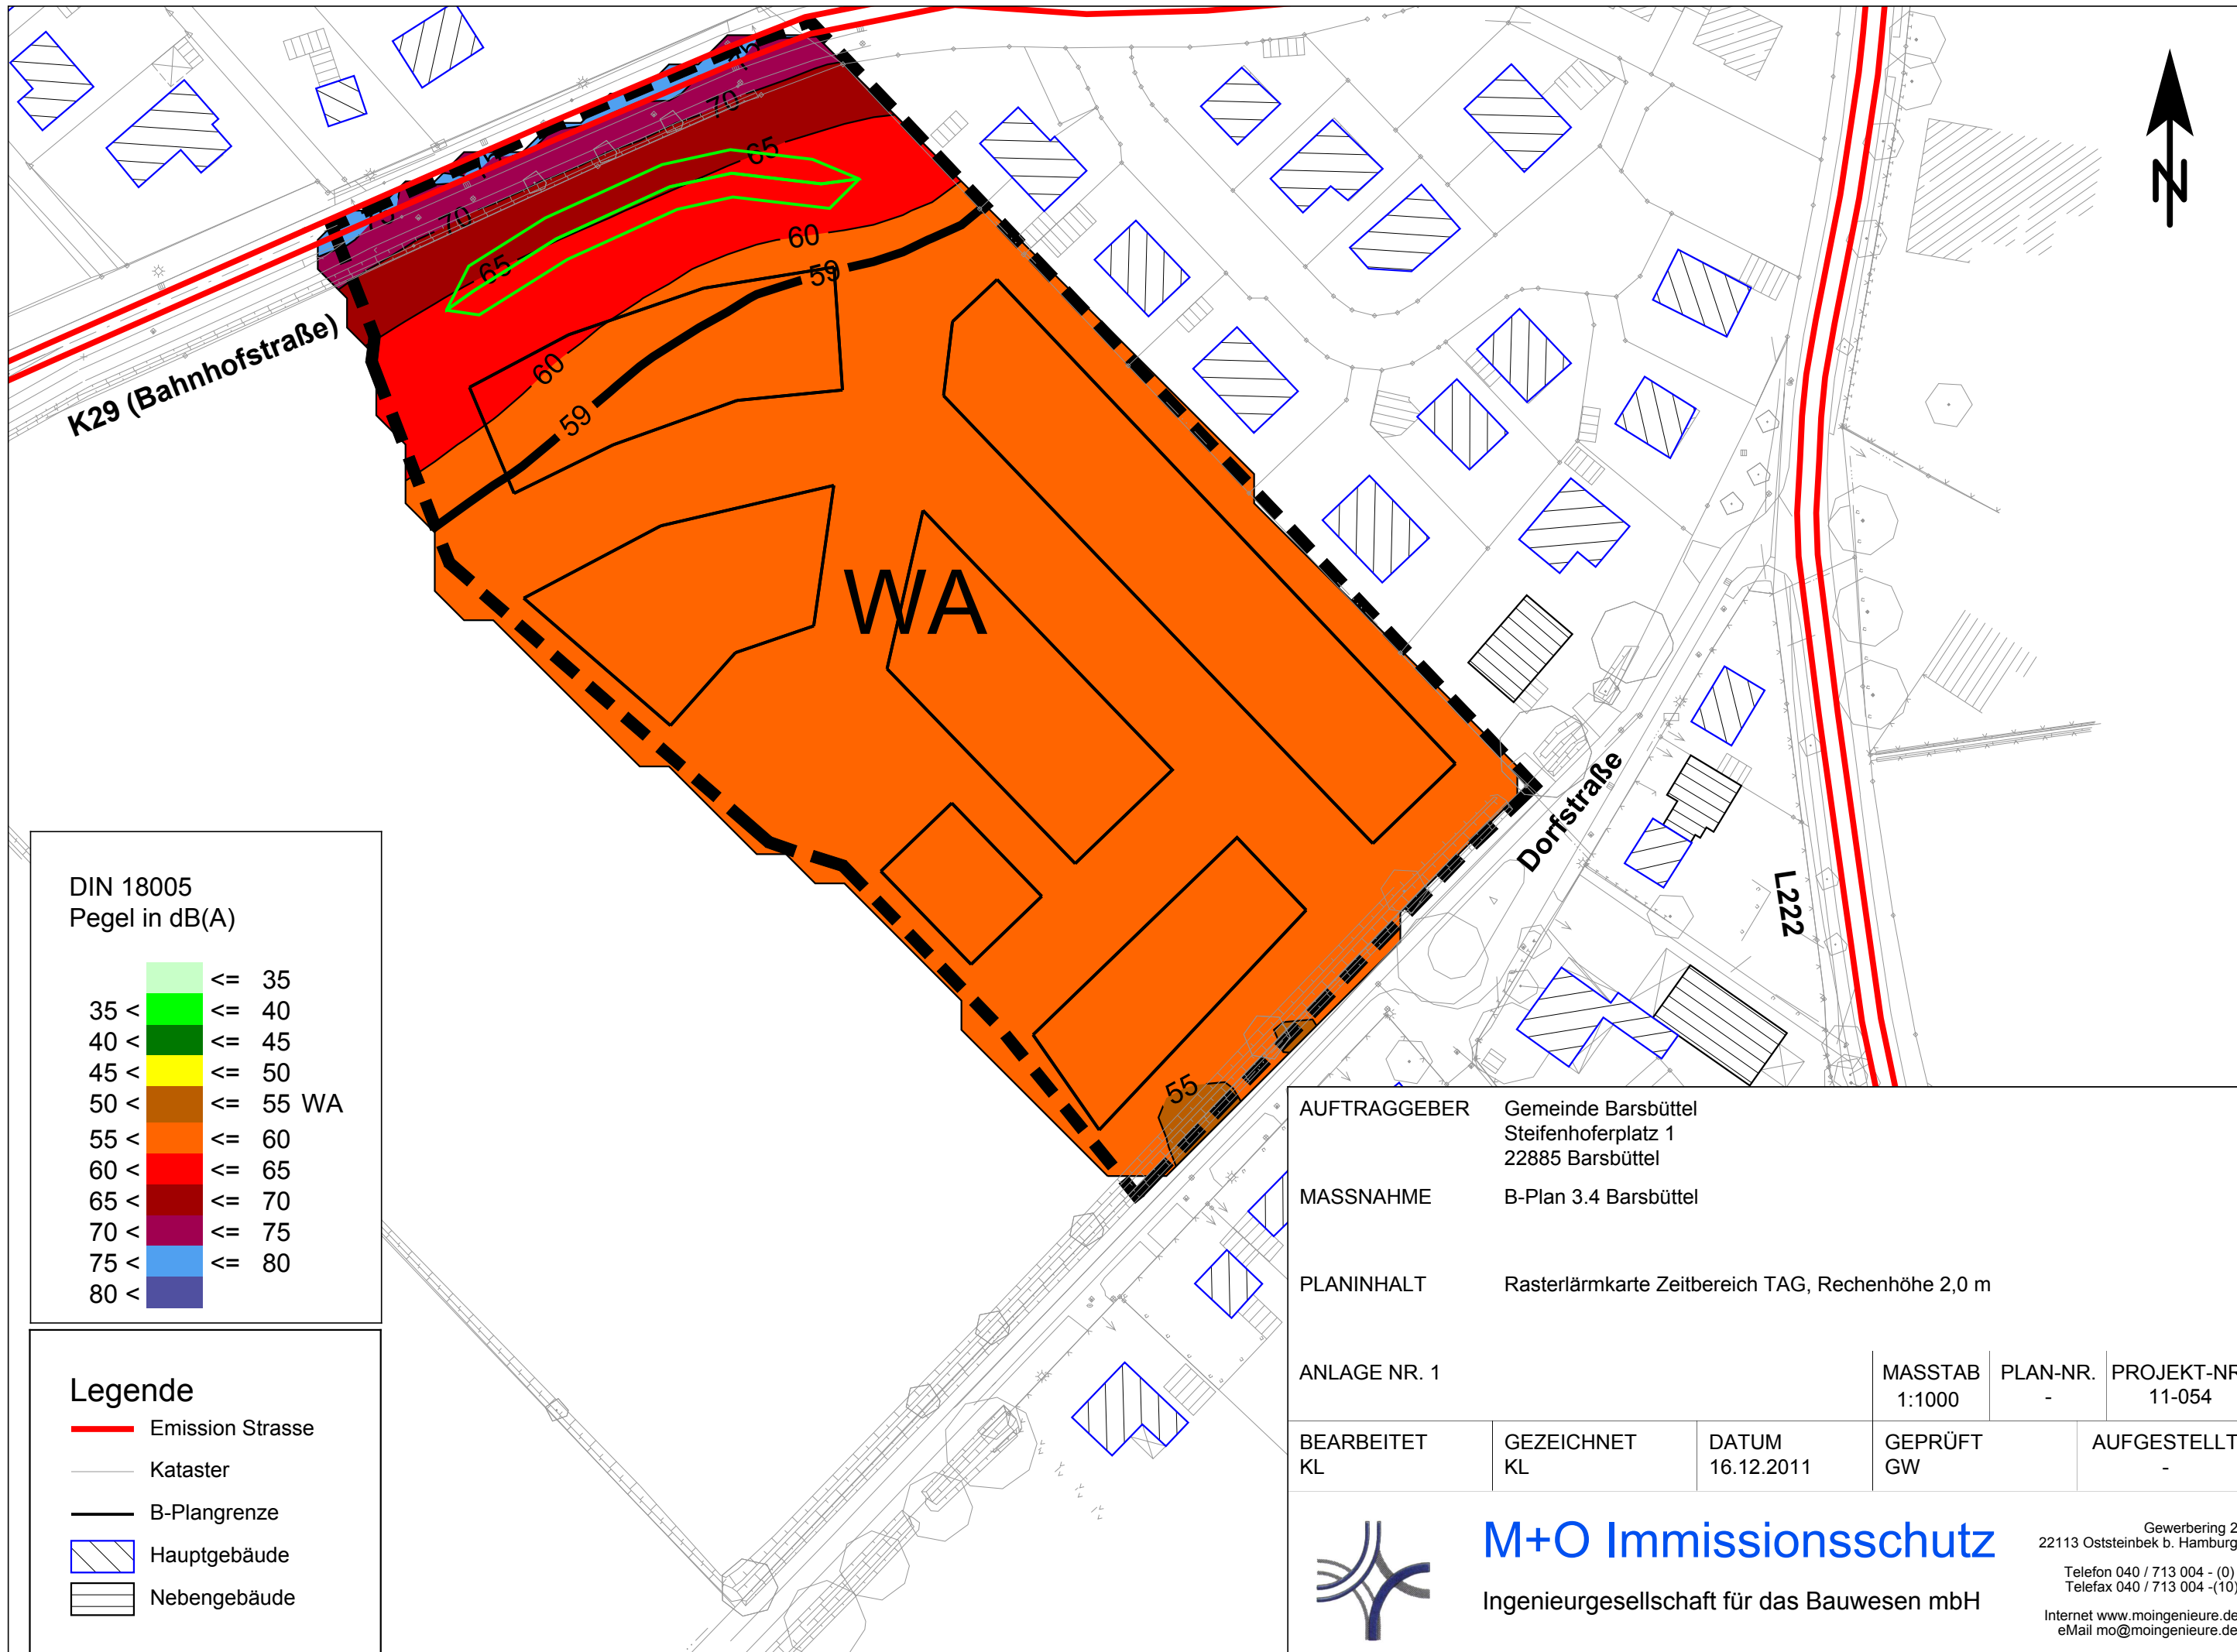 75
70
65
70
65
60
59
60
59
K29 (Bahnhofstraße)
WA
Dorfstraße
L222
55
N
DIN 18005
Pegel in dB(A)
<= 35
35 < <= 40
40 < <= 45
45 < <= 50
50 < <= 55 WA
55 < <= 60
60 < <= 65
65 < <= 70
70 < <= 75
75 < <= 80
80 <
Legende
Emission Strasse
Kataster
B-Plangrenze
Hauptgebäude
Nebengebäude
AUFTRAGGEBER Gemeinde Barsbüttel
Steifenhoferplatz 1
22885 Barsbüttel
MASSNAHME B-Plan 3.4 Barsbüttel
PLANINHALT Rasterlärmkarte Zeitbereich TAG, Rechenhöhe 2,0 m
ANLAGE NR. 1
MASSTAB PLAN-NR. PROJEKT-NR
1:1000 - 11-054
BEARBEITET GEZEICHNET DATUM GEPRÜFT AUFGESTELLT
KL KL 16.12.2011 GW -
M+O Immissionsschutz
Ingenieurgesellschaft für das Bauwesen mbH
Gewerbering 2
22113 Oststeinbek b. Hamburg
Telefon 040 / 713 004 - (0)
Telefax 040 / 713 004 -(10)
Internet www.moingenieure.de
eMail mo@moingenieure.de